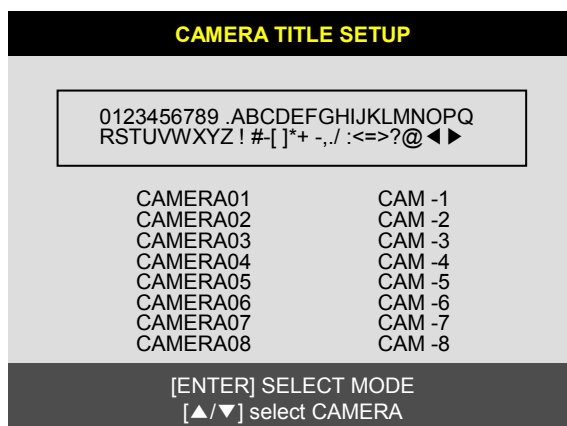 CAMERA TITLE SETUP
0123456789 .ABCDEFGHIJKLMNOPQ
RSTUVWXYZ ! #-[ ]*+ -,./ :<=>?@◀ ▶
CAMERA01 CAM -1
CAMERA02 CAM -2
CAMERA03 CAM -3
CAMERA04 CAM -4
CAMERA05 CAM -5
CAMERA06 CAM -6
CAMERA07 CAM -7
CAMERA08 CAM -8
[ENTER] SELECT MODE
[▲/▼] select CAMERA